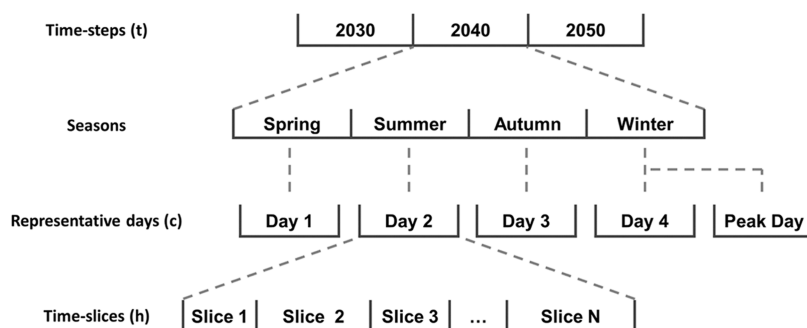 Time-steps (t) 2030 2040 2050
Seasons Spring Summer Autumn Winter
Representative days (c) Day 1 Day 2 Day 3 Day 4 Peak Day
Time-slices (h) Slice 1 Slice 2 Slice 3 ... Slice N